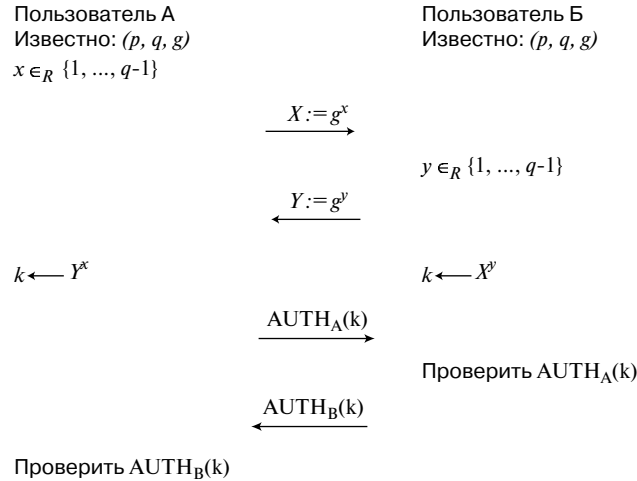 Пользователь А
Пользователь Б
Известно: (p, q, g)
Известно: (p, q, g)
x ∈R {1, ..., q-1}
X := g^x
y ∈R {1, ..., q-1}
Y := g^y
k ← Y^x
k ← X^y
AUTH_A(k)
Проверить AUTH_A(k)
AUTH_B(k)
Проверить AUTH_B(k)